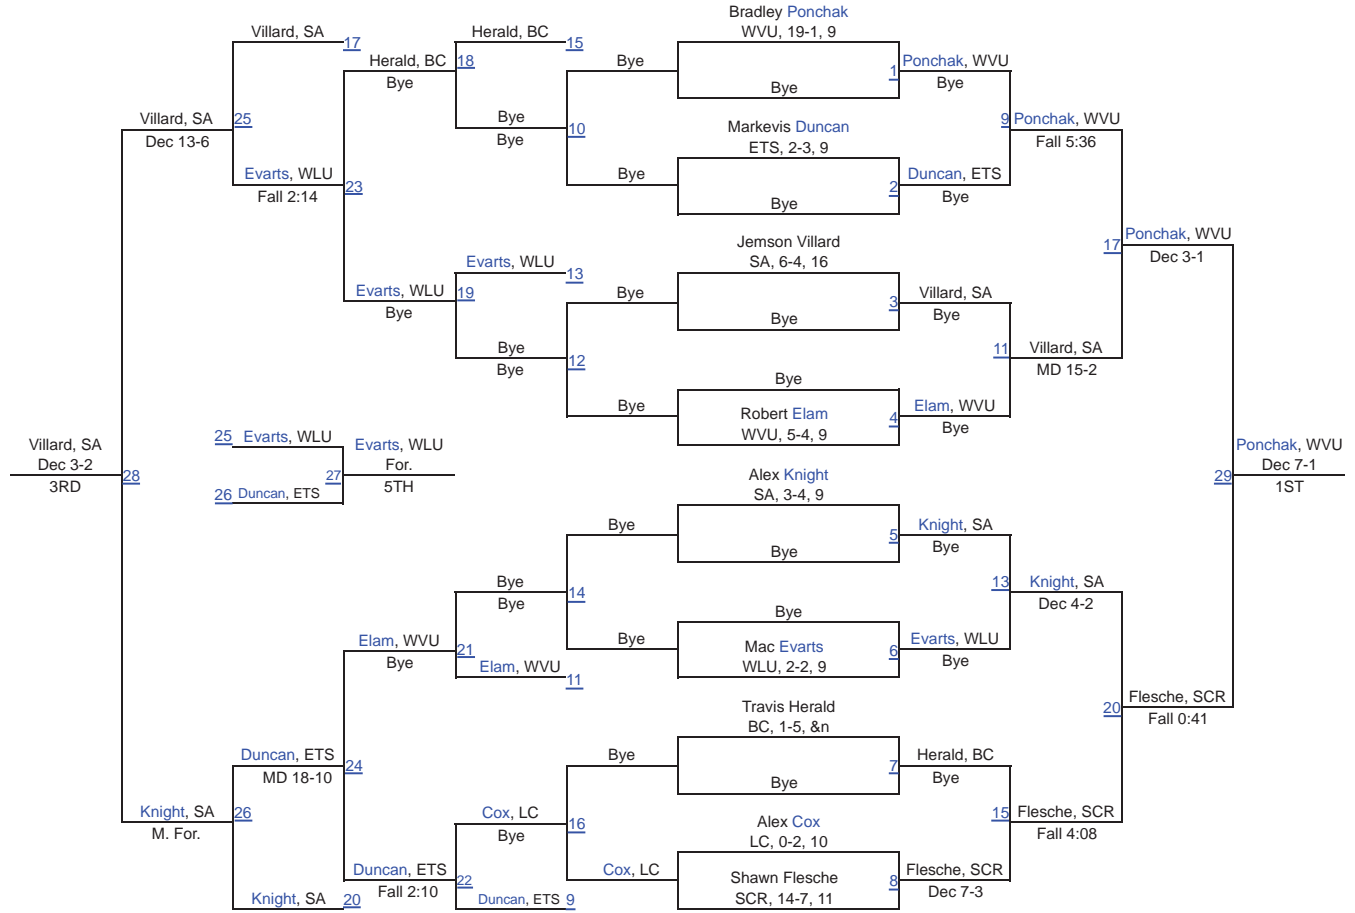 Bradley Ponchak
WVU, 19-1, 9
Bye
1
Markevis Duncan
ETS, 2-3, 9
Bye
2
Jemson Villard
SA, 6-4, 16
Bye
3
Bye
Robert Elam
WVU, 5-4, 9
4
Alex Knight
SA, 3-4, 9
Bye
5
Bye
Mac Evarts
WLU, 2-2, 9
6
Travis Herald
BC, 1-5, &n
Bye
7
Alex Cox
LC, 0-2, 10
Shawn Flesche
SCR, 14-7, 11
8
Ponchak, WVU
Bye
9
Duncan, ETS
Bye
Villard, SA
Bye
11
Elam, WVU
Bye
Knight, SA
Bye
13
Evarts, WLU
Bye
Herald, BC
Bye
15
Flesche, SCR
Dec 7-3
Ponchak, WVU
Fall 5:36
17
Villard, SA
MD 15-2
Knight, SA
Dec 4-2
20
Flesche, SCR
Fall 4:08
Ponchak, WVU
Dec 3-1
29
Flesche, SCR
Fall 0:41
Ponchak, WVU
Dec 7-1
1ST
Bye
10
Bye
Bye
12
Bye
Bye
14
Bye
Bye
16
Cox, LC
Herald, BC 15
18
Bye
Bye
Evarts, WLU 13
19
Bye
Bye
Bye
Bye
21
Elam, WVU 11
Cox, LC
Bye
22
Duncan, ETS 9
Herald, BC
Bye
23
Evarts, WLU
Bye
Elam, WVU
Bye
24
Duncan, ETS
Fall 2:10
Villard, SA 17
25
Evarts, WLU
Fall 2:14
Duncan, ETS
MD 18-10
26
Knight, SA 20
Villard, SA
Dec 13-6
28
Knight, SA
M. For.
Villard, SA
Dec 3-2
3RD
25 Evarts, WLU
27
26 Duncan, ETS
Evarts, WLU
For.
5TH